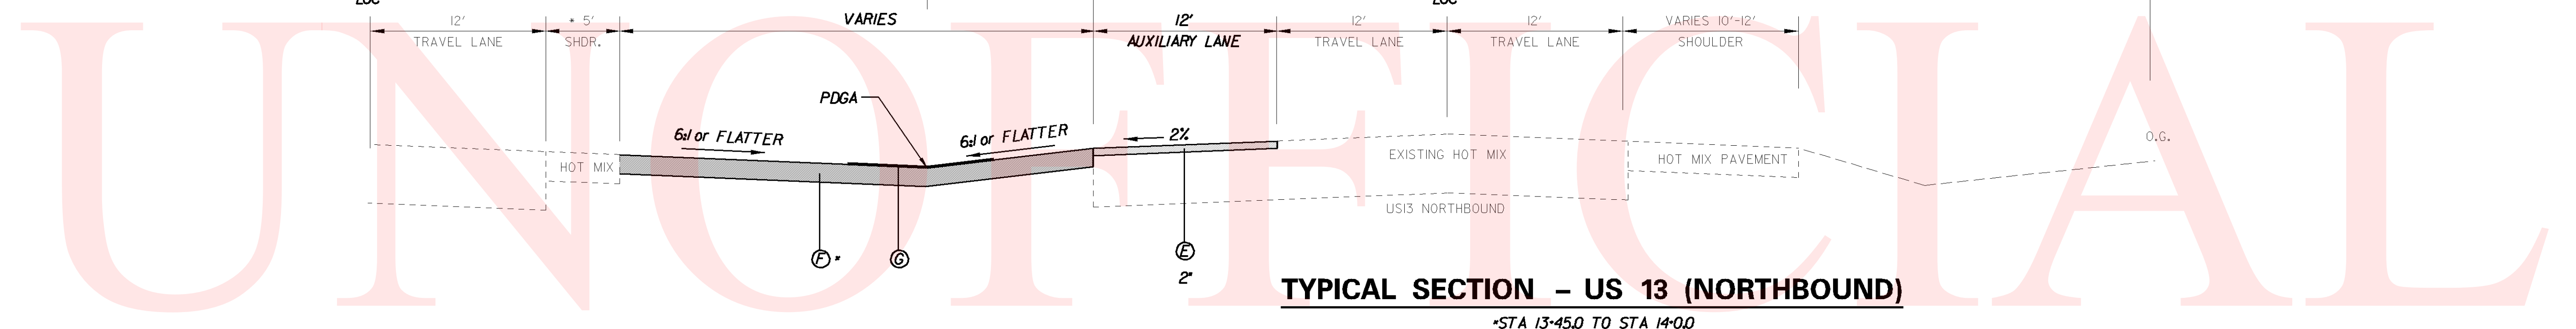 12' * 5' VARIES 12' 12' 12' VARIES 10'-12'
TRAVEL LANE SHDR. AUXILIARY LANE TRAVEL LANE TRAVEL LANE SHOULDER
PDGA
6:1 or FLATTER 6:1 or FLATTER 2%
O.G.
HOT MIX EXISTING HOT MIX HOT MIX PAVEMENT
US13 NORTHBOUND
F * G E
2"
TYPICAL SECTION - US 13 (NORTHBOUND)
*STA 13+45.0 TO STA 14+0.0
UNOFFICIAL